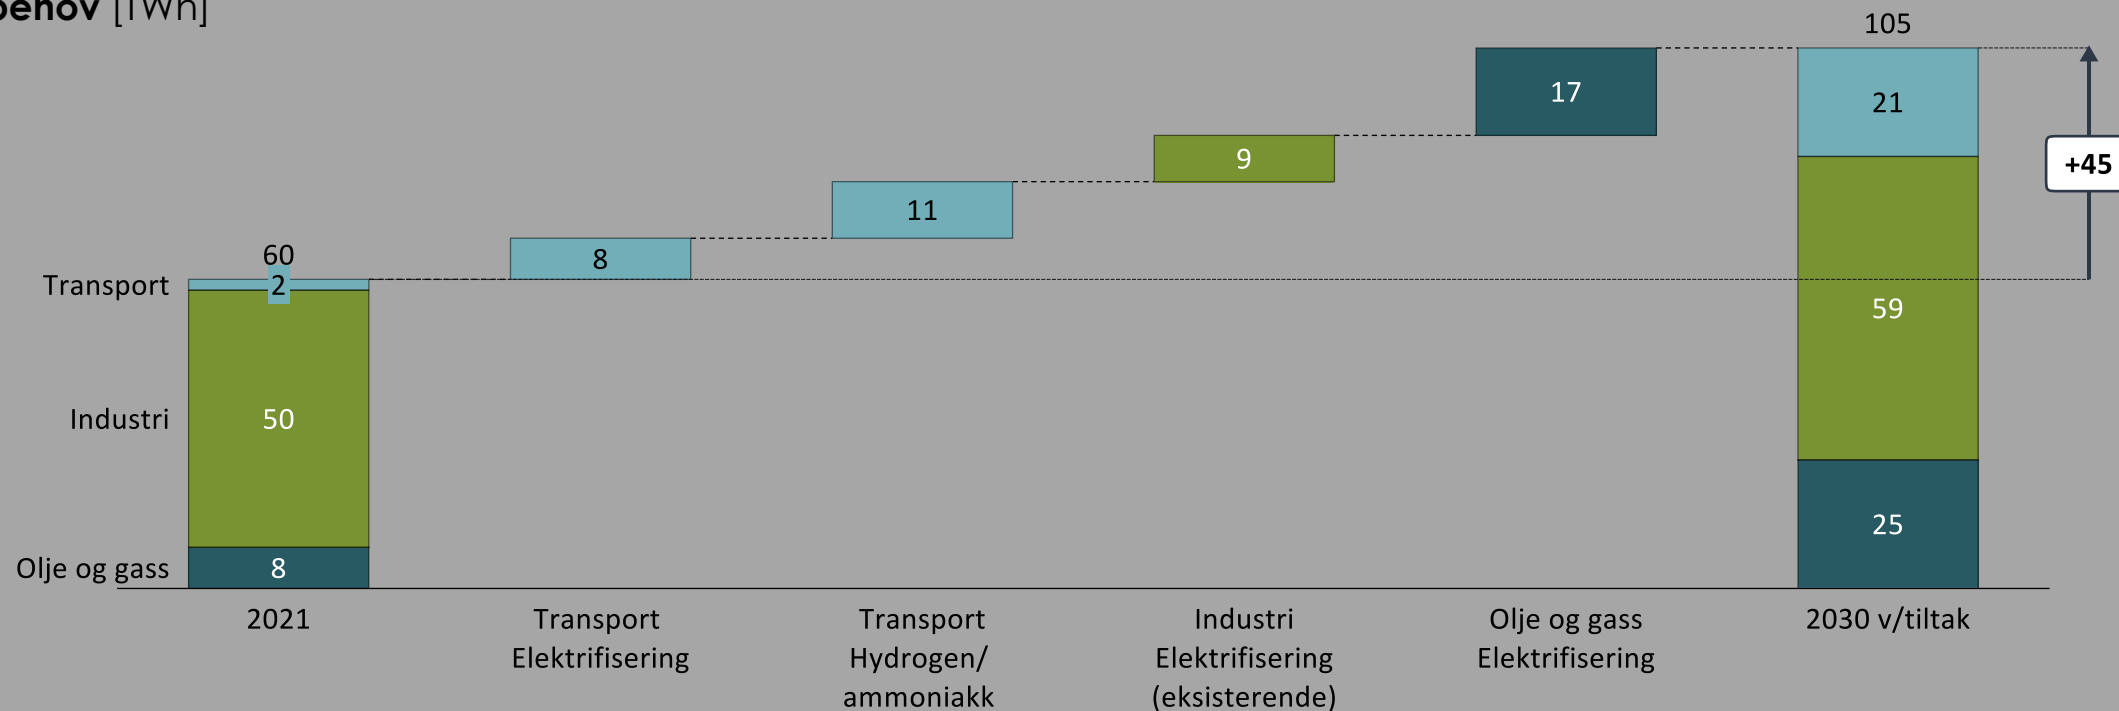 [TWh]
105
17
21
9
+45
11
60
8
Transport
2
59
Industri
50
25
Olje og gass
8
2021
Transport
Elektrifisering
Transport
Hydrogen/
ammoniakk
Industri
Elektrifisering
(eksisterende)
Olje og gass
Elektrifisering
2030 v/tiltak